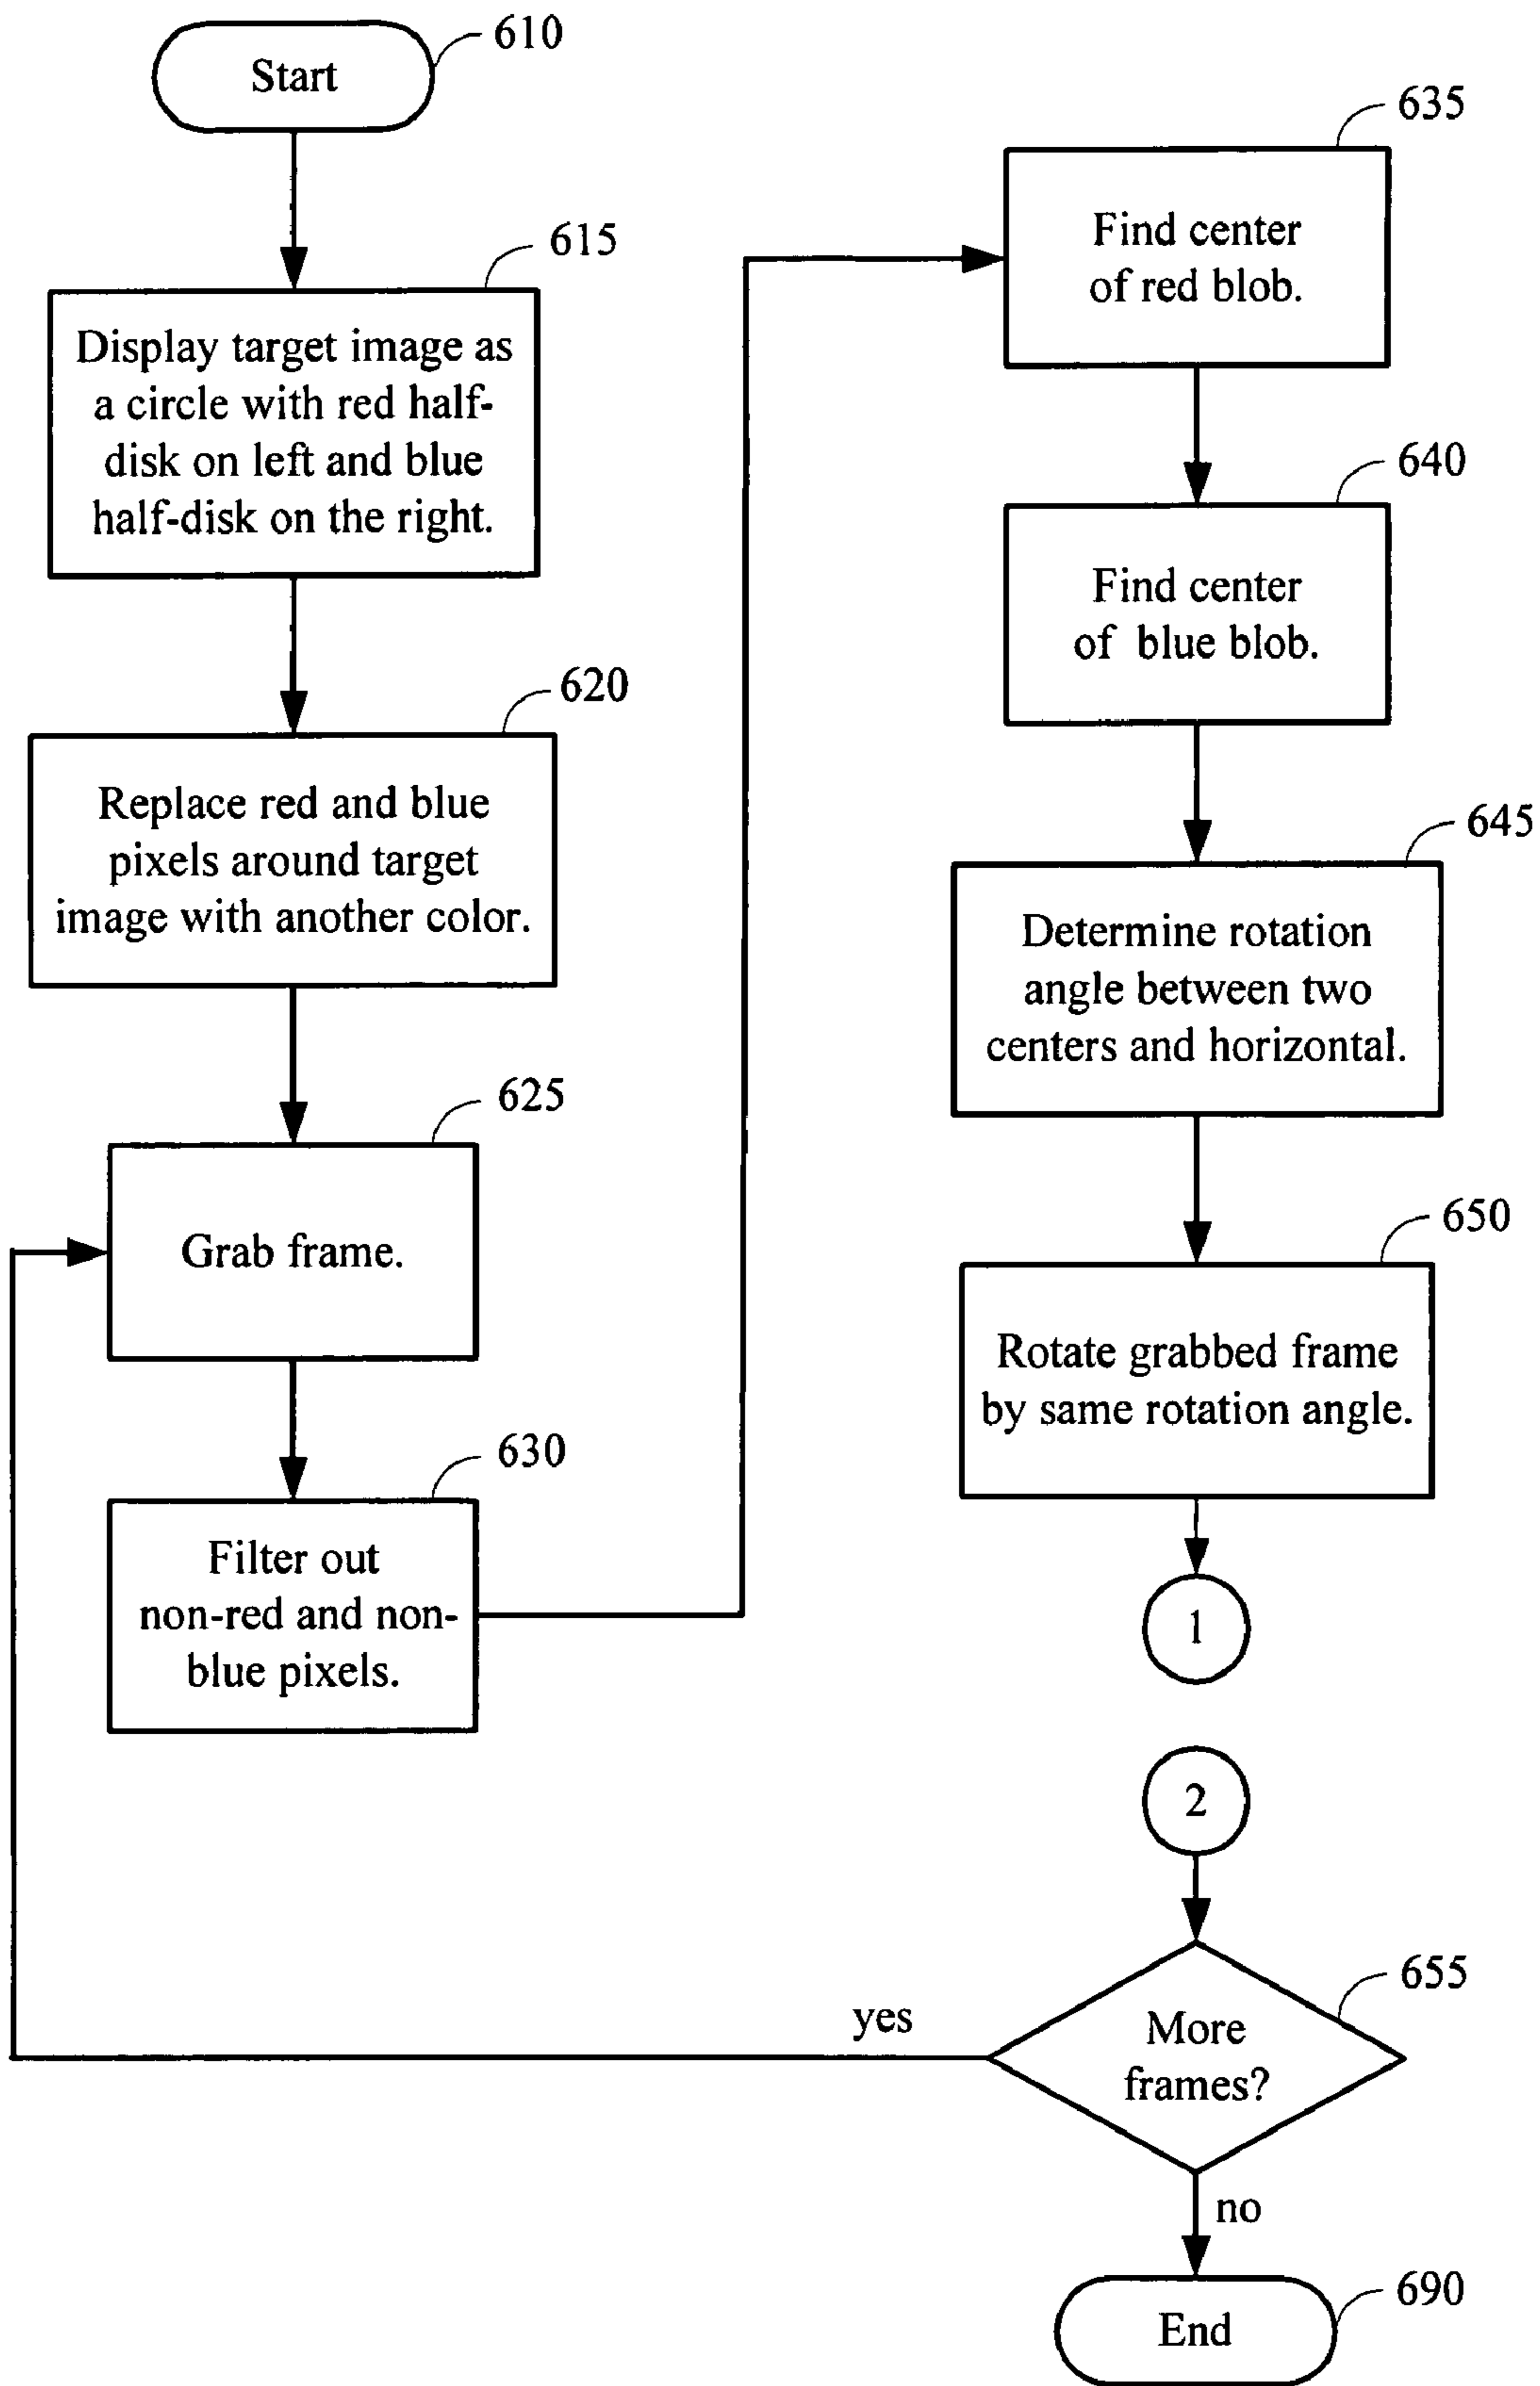 Start
610
Display target image as
a circle with red half-
disk on left and blue
half-disk on the right.
615
Replace red and blue
pixels around target
image with another color.
620
Grab frame.
625
Filter out
non-red and non-
blue pixels.
630
Find center
of red blob.
635
Find center
of blue blob.
640
Determine rotation
angle between two
centers and horizontal.
645
Rotate grabbed frame
by same rotation angle.
650
1
2
More
frames?
655
yes
no
End
690